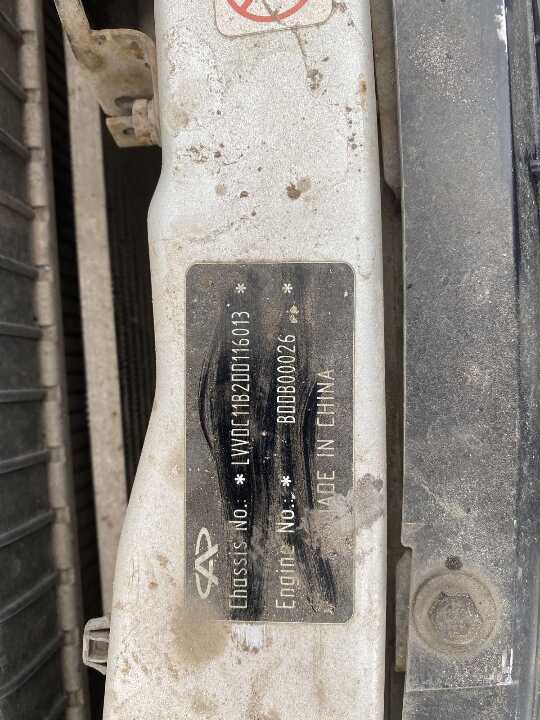 Chassis No.: * LVVDC11B2DD116013 *
Engine No.: * BDDB00026 *
MADE IN CHINA